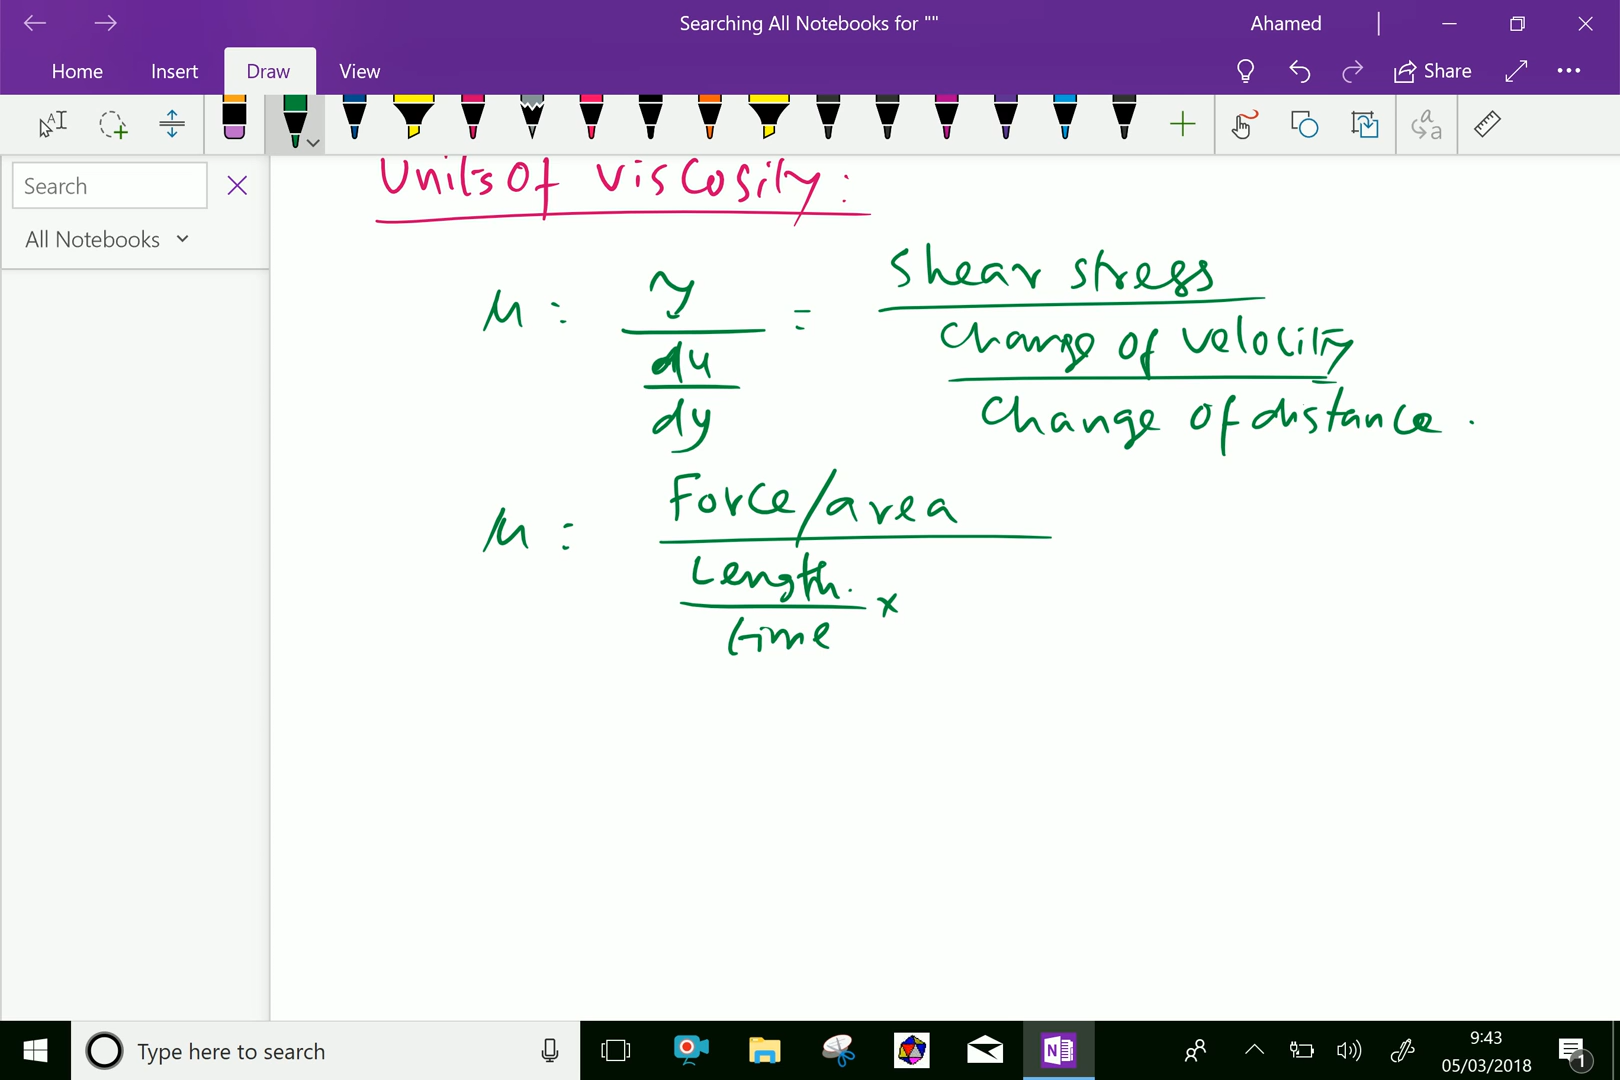 Searching All Notebooks for ""
Ahamed
Home Insert Draw View
Share
Search
All Notebooks
Units of viscosity :
μ = τ / (du/dy) = shear stress / (change of velocity / change of distance) .
μ = Force/area / (Length / time ×
Type here to search
9:43
05/03/2018
1